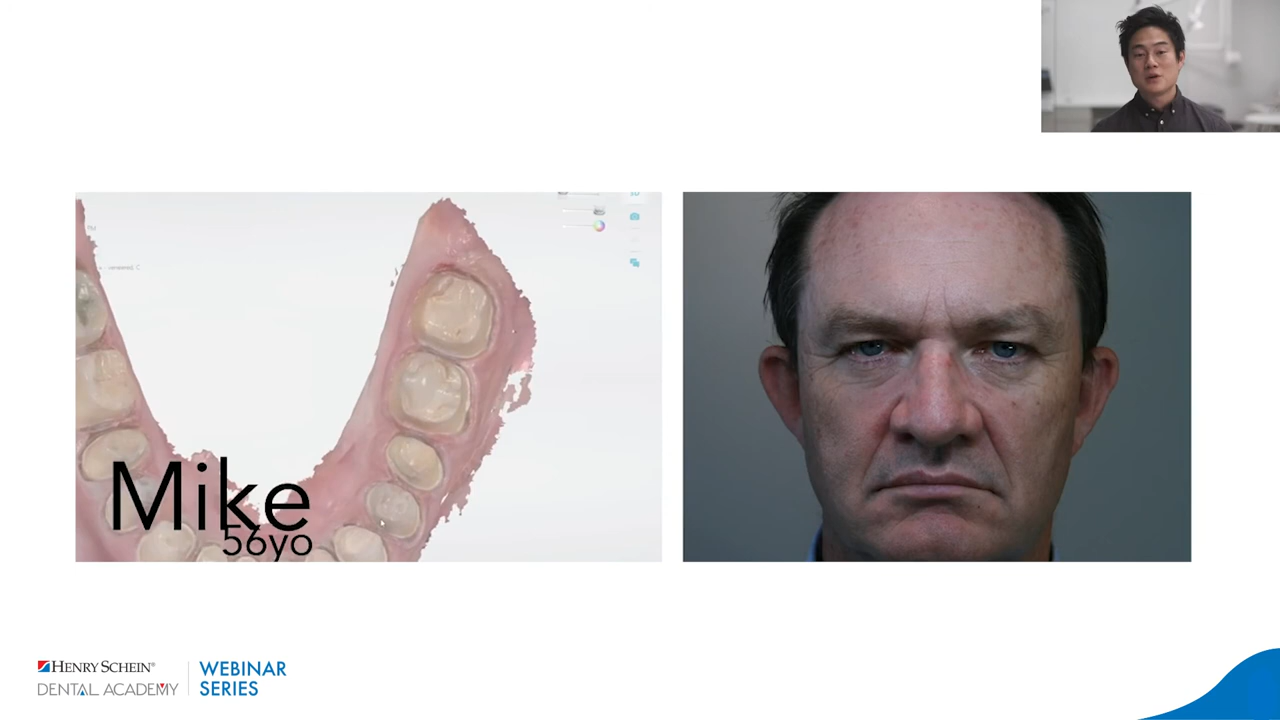 Mike
56yo
HENRY SCHEIN®
DENTAL ACADEMY
WEBINAR
SERIES